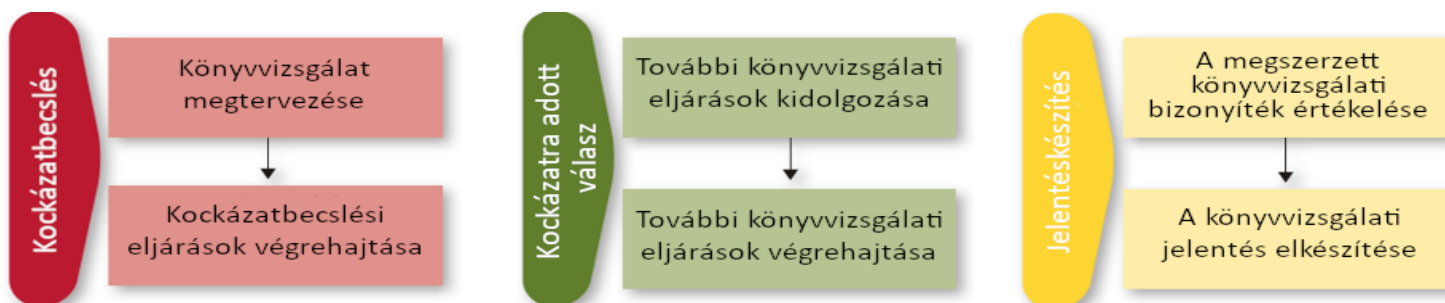 Kockázatbecslés
Könyvvizsgálat
megtervezése
Kockázatbecslési
eljárások végrehajtása
Kockázatra adott
válasz
További könyvvizsgálati
eljárások kidolgozása
További könyvvizsgálati
eljárások végrehajtása
Jelentéskészítés
A megszerzett
könyvvizsgálati
bizonyíték értékelése
A könyvvizsgálati
jelentés elkészítése